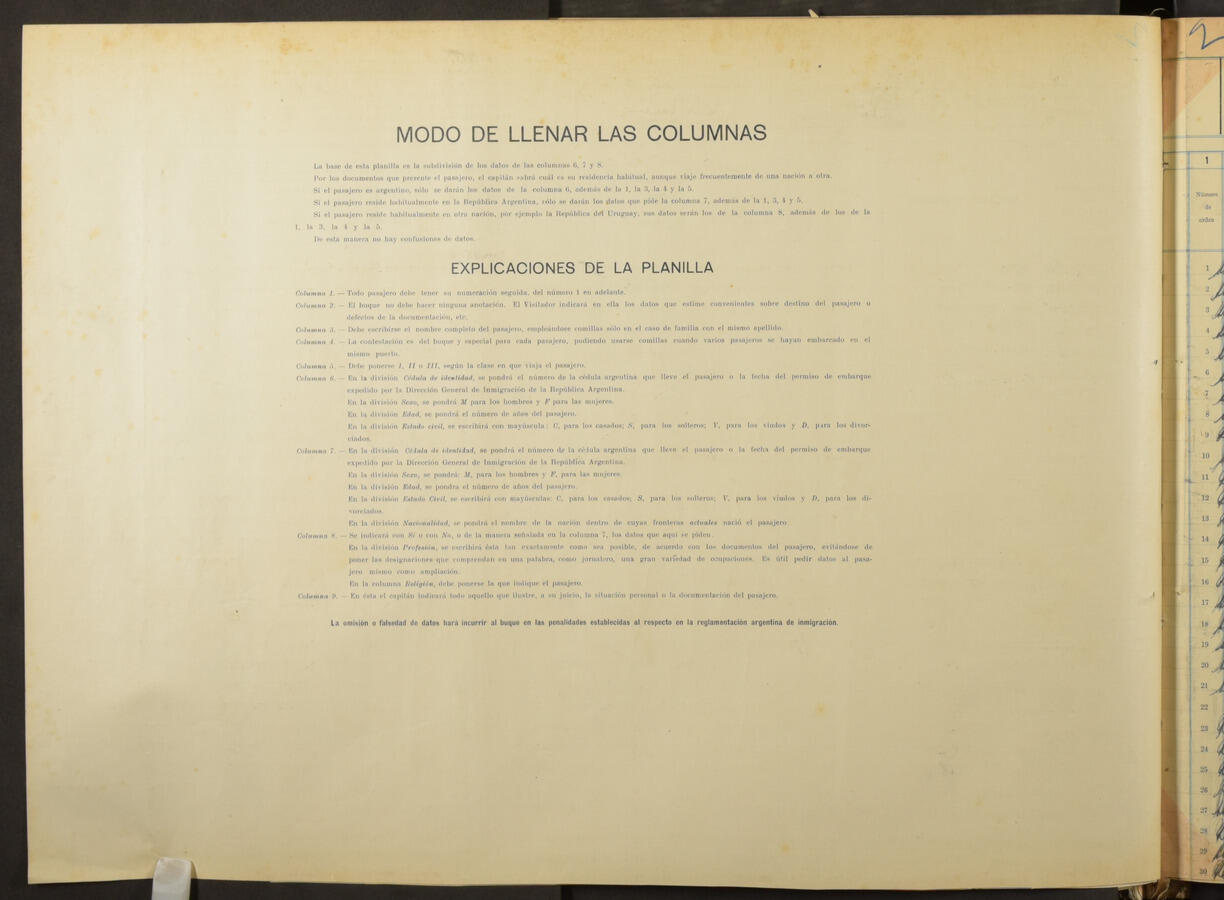 MODO DE LLENAR LAS COLUMNAS
La base de esta planilla es la subdivisión de los datos de las columnas 6, 7 y 8.
Por los documentos que presente el pasajero, el capitán sabrá cuál es su residencia habitual, aunque viaje frecuentemente de una nación a otra.
Si el pasajero es argentino, sólo se darán los datos de la columna 6, además de la 1, la 3, la 4 y la 5.
Si el pasajero reside habitualmente en la República Argentina, sólo se darán los datos que pide la columna 7, además de la 1, 3, 4 y 5.
Si el pasajero reside habitualmente en otra nación, por ejemplo la República del Uruguay, sus datos serán los de la columna 8, además de los de la
1, la 3, la 4 y la 5.
De esta manera no hay confusiones de datos.
EXPLICACIONES DE LA PLANILLA
Columna 1. — Todo pasajero debe tener su numeración seguida, del número 1 en adelante.
Columna 2. — El buque no debe hacer ninguna anotación. El Visitador indicará en ella los datos que estime convenientes sobre destino del pasajero o
defectos de la documentación, etc.
Columna 3. — Debe escribirse el nombre completo del pasajero, empleándose comillas sólo en el caso de familia con el mismo apellido.
Columna 4. — La contestación es del buque y especial para cada pasajero, pudiendo usarse comillas cuando varios pasajeros se hayan embarcado en el
mismo puerto.
Columna 5. — Debe ponerse I, II o III, según la clase en que viaja el pasajero.
Columna 6. — En la división Cédula de identidad, se pondrá el número de la cédula argentina que lleve el pasajero o la fecha del permiso de embarque
expedido por la Dirección General de Inmigración de la República Argentina.
En la división Sexo, se pondrá M para los hombres y F para las mujeres.
En la división Edad, se pondrá el número de años del pasajero.
En la división Estado civil, se escribirá con mayúscula: C, para los casados; S, para los solteros; V, para los viudos y D, para los divor-
ciados.
Columna 7. — En la división Cédula de identidad, se pondrá el número de la cédula argentina que lleve el pasajero o la fecha del permiso de embarque
expedido por la Dirección General de Inmigración de la República Argentina.
En la división Sexo, se pondrá: M, para los hombres y F, para las mujeres.
En la división Edad, se pondra el número de años del pasajero.
En la división Estado Civil, se escribirá con mayúsculas: C, para los casados; S, para los solteros; V, para los viudos y D, para los di-
vorciados.
En la división Nacionalidad, se pondrá el nombre de la nación dentro de cuyas fronteras actuales nació el pasajero
Columna 8. — Se indicará con Sí o con No, o de la manera señalada en la columna 7, los datos que aquí se piden.
En la división Profesión, se escribirá ésta tan exactamente como sea posible, de acuerdo con los documentos del pasajero, evitándose de
poner las designaciones que comprendan en una palabra, como jornalero, una gran variedad de ocupaciones. Es útil pedir datos al pasa-
jero mismo como ampliación.
En la columna Religión, debe ponerse la que indique el pasajero.
Columna 9. — En ésta el capitán indicará todo aquello que ilustre, a su juicio, la situación personal o la documentación del pasajero.
La omisión o falsedad de datos hará incurrir al buque en las penalidades establecidas al respecto en la reglamentación argentina de inmigración.
2
1
Número
de
orden
1
2
3
4
5
6
7
8
9
10
11
12
13
14
15
16
17
18
19
20
21
22
23
24
25
26
27
28
29
30